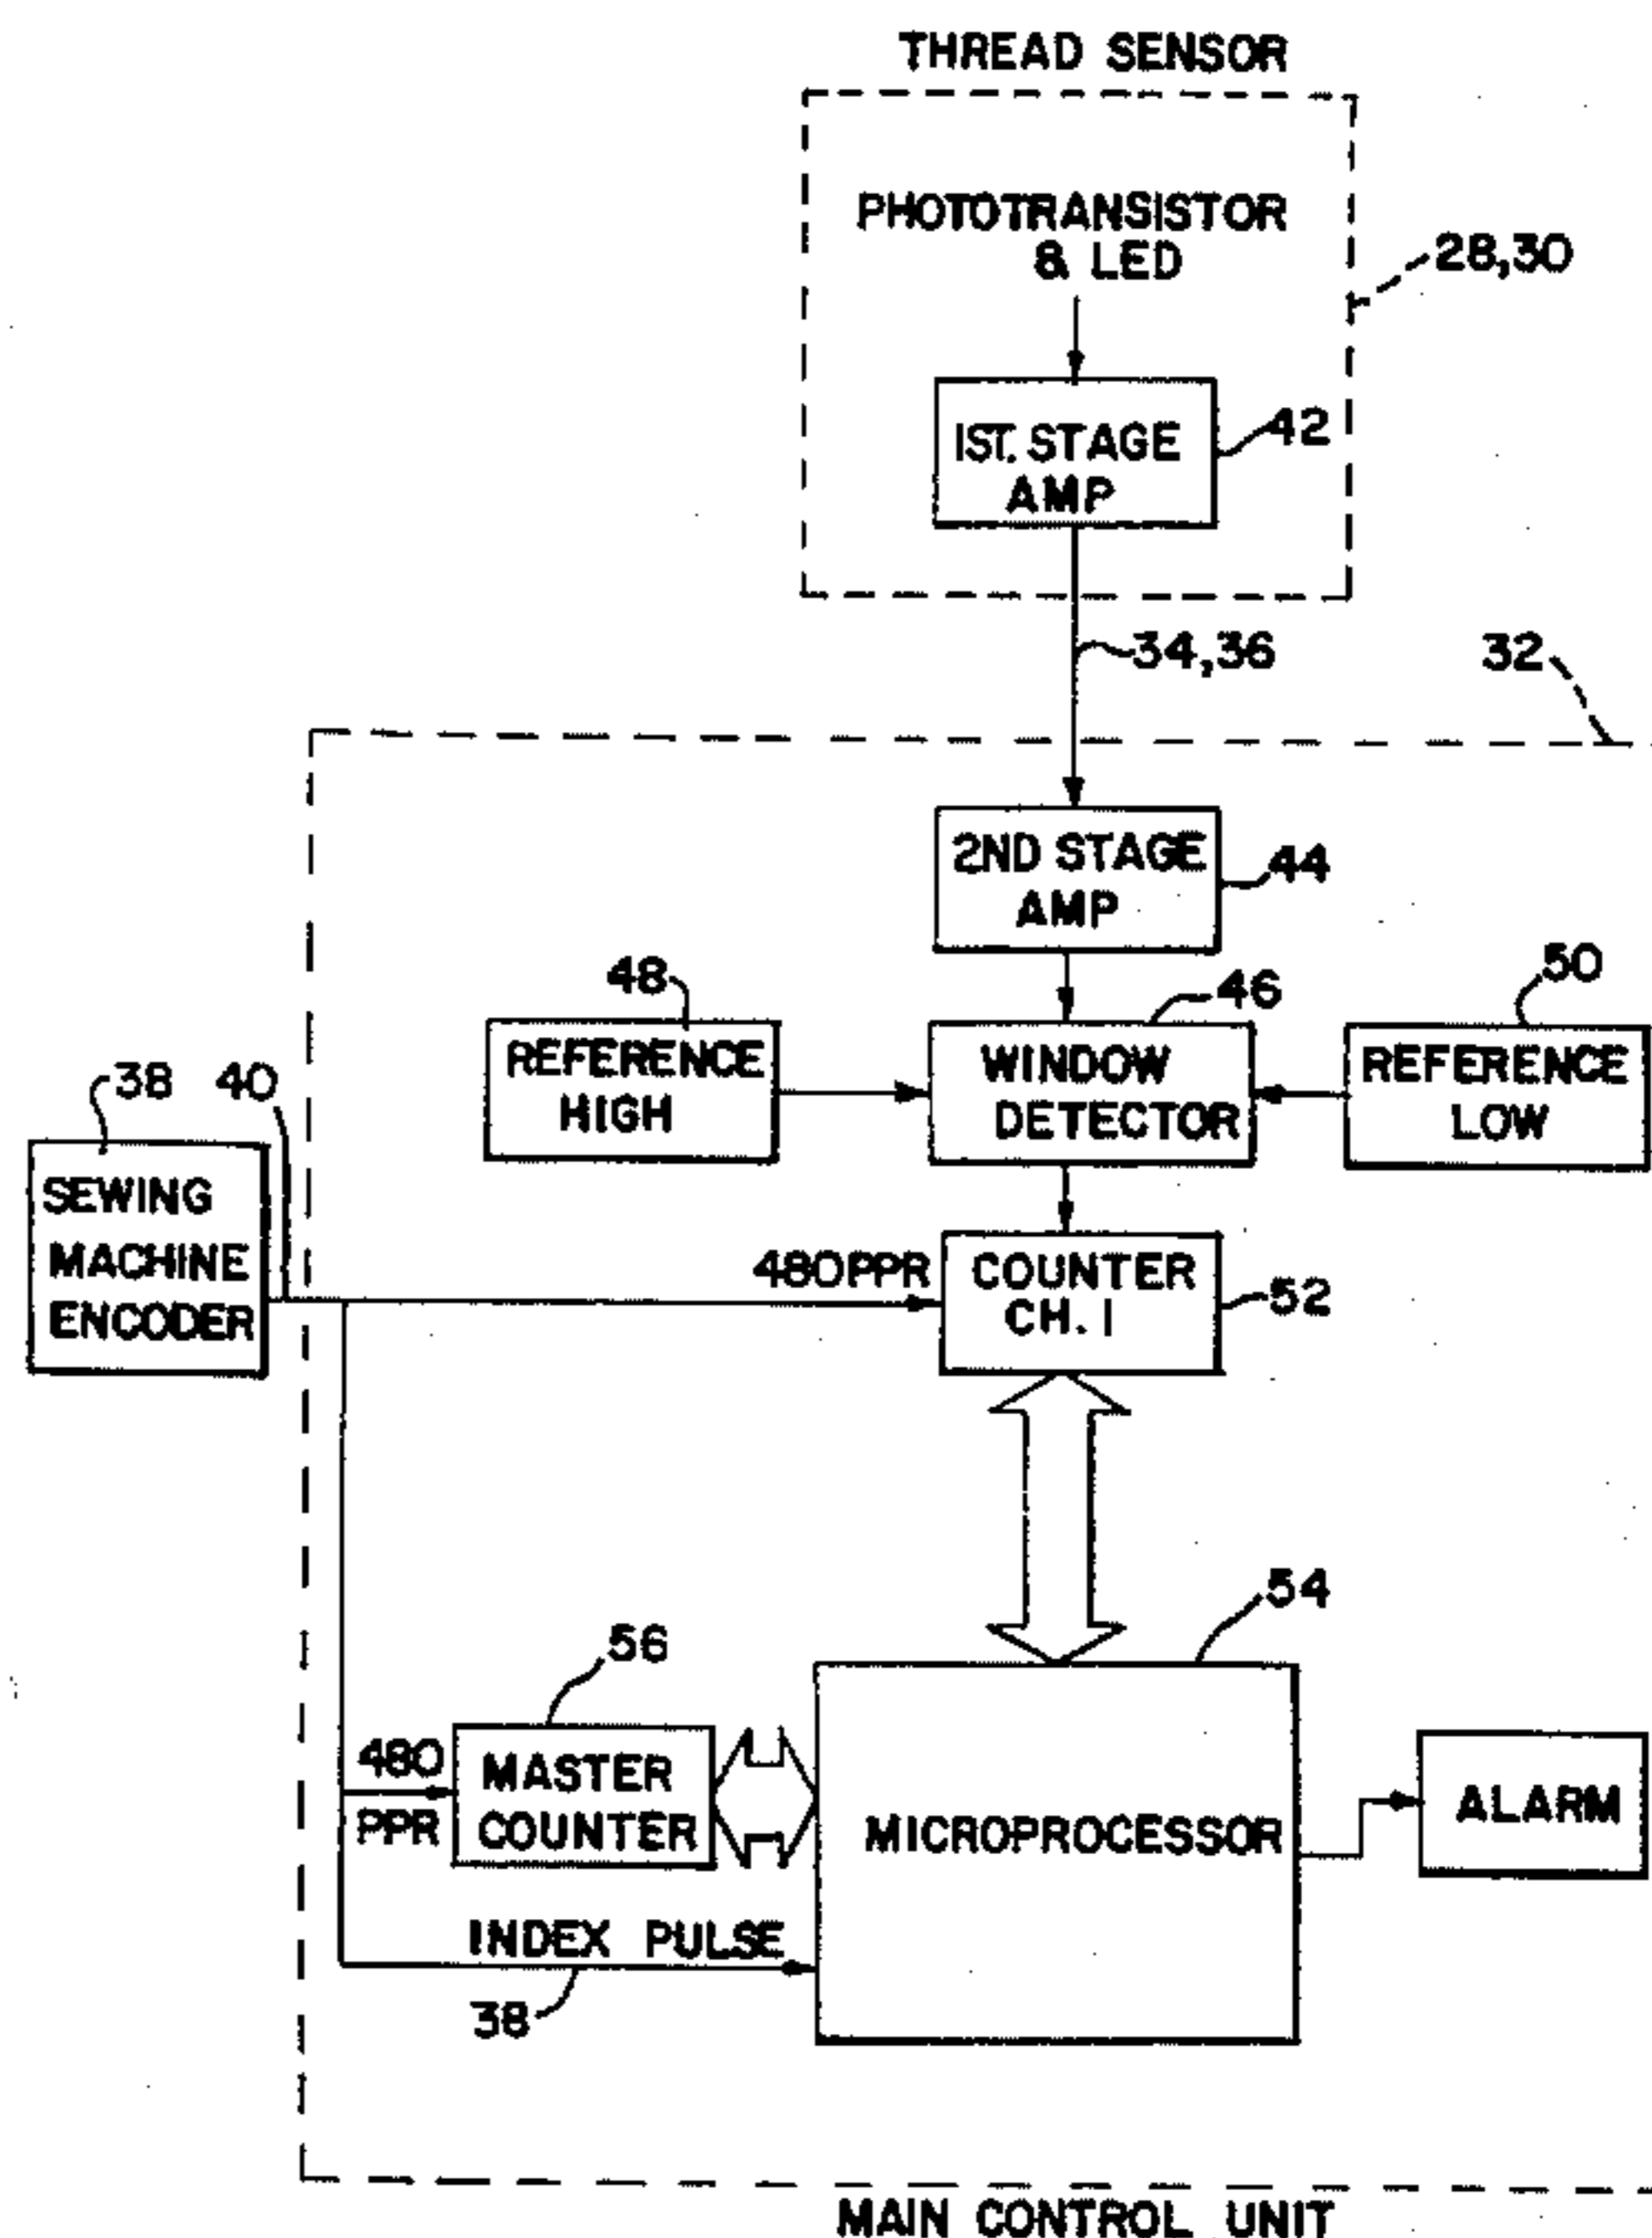 THREAD SENSOR
PHOTOTRANSISTOR
& LED
28,30
1ST. STAGE
AMP
42
34,36
32
2ND STAGE
AMP
44
48
46
50
REFERENCE
HIGH
WINDOW
DETECTOR
REFERENCE
LOW
38
40
SEWING
MACHINE
ENCODER
480PPR
COUNTER
CH. 1
52
54
56
480
PPR
MASTER
COUNTER
MICROPROCESSOR
ALARM
INDEX PULSE
38
MAIN CONTROL UNIT